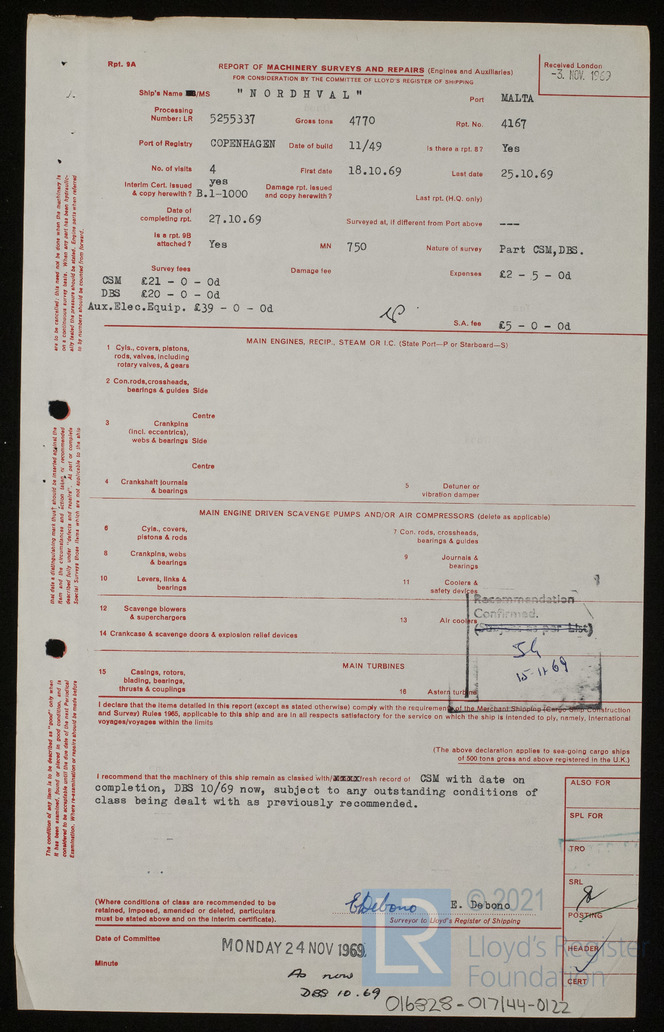 Rpt. 9A
REPORT OF MACHINERY SURVEYS AND REPAIRS (Engines and Auxiliaries)
FOR CONSIDERATION BY THE COMMITTEE OF LLOYD'S REGISTER OF SHIPPING
Received London
-3. NOV. 1969
Ship's Name /MS "NORDHVAL" Port MALTA
Processing Number: LR 5255337 Gross tons 4770 Rpt. No. 4167
Port of Registry COPENHAGEN Date of build 11/49 Is there a rpt. 8? Yes
No. of visits 4 First date 18.10.69 Last date 25.10.69
Interim Cert. issued & copy herewith? yes B.1-1000 Damage rpt. issued and copy herewith? Last rpt. (H.Q. only)
Date of completing rpt. 27.10.69 Surveyed at, if different from Port above ---
Is a rpt. 9B attached? Yes MN 750 Nature of survey Part CSM,DBS.
Survey fees Damage fee Expenses £2 - 5 - 0d
CSM £21 - 0 - 0d
DBS £20 - 0 - 0d
Aux.Elec.Equip. £39 - 0 - 0d S.A. fee £5 - 0 - 0d
MAIN ENGINES, RECIP., STEAM OR I.C. (State Port—P or Starboard—S)
1 Cyls., covers, pistons, rods, valves, including rotary valves, & gears
2 Con.rods,crossheads, bearings & guides Side
Centre
3 Crankpins (incl. eccentrics), webs & bearings Side
Centre
4 Crankshaft journals & bearings
5 Detuner or vibration damper
MAIN ENGINE DRIVEN SCAVENGE PUMPS AND/OR AIR COMPRESSORS (delete as applicable)
6 Cyls., covers, pistons & rods
7 Con. rods, crossheads, bearings & guides
8 Crankpins, webs & bearings
9 Journals & bearings
10 Levers, links & bearings
11 Coolers & safety devices
Recommendation
Confirmed.
(Surveys as per List)
15-11-69
12 Scavenge blowers & superchargers
13 Air coolers
14 Crankcase & scavenge doors & explosion relief devices
MAIN TURBINES
15 Casings, rotors, blading, bearings, thrusts & couplings
16 Astern turbine
I declare that the items detailed in this report (except as stated otherwise) comply with the requirements of the Merchant Shipping (Cargo Ship Construction
and Survey) Rules 1965, applicable to this ship and are in all respects satisfactory for the service on which the ship is intended to ply, namely, International
voyages/voyages within the limits
(The above declaration applies to sea-going cargo ships
of 500 tons gross and above registered in the U.K.)
I recommend that the machinery of this ship remain as classed with/ fresh record of CSM with date on
completion, DBS 10/69 now, subject to any outstanding conditions of
class being dealt with as previously recommended.
ALSO FOR
SPL FOR
TRO
SRL
POSTING
HEADER
CERT
(Where conditions of class are recommended to be
retained, imposed, amended or deleted, particulars
must be stated above and on the interim certificate).
EDebono E. Debono
Surveyor to Lloyd's Register of Shipping
Date of Committee MONDAY 24 NOV 1969
Minute
As now
DBS 10.69
016828-017/44-0122
© 2021
LR
Lloyd's Register
Foundation